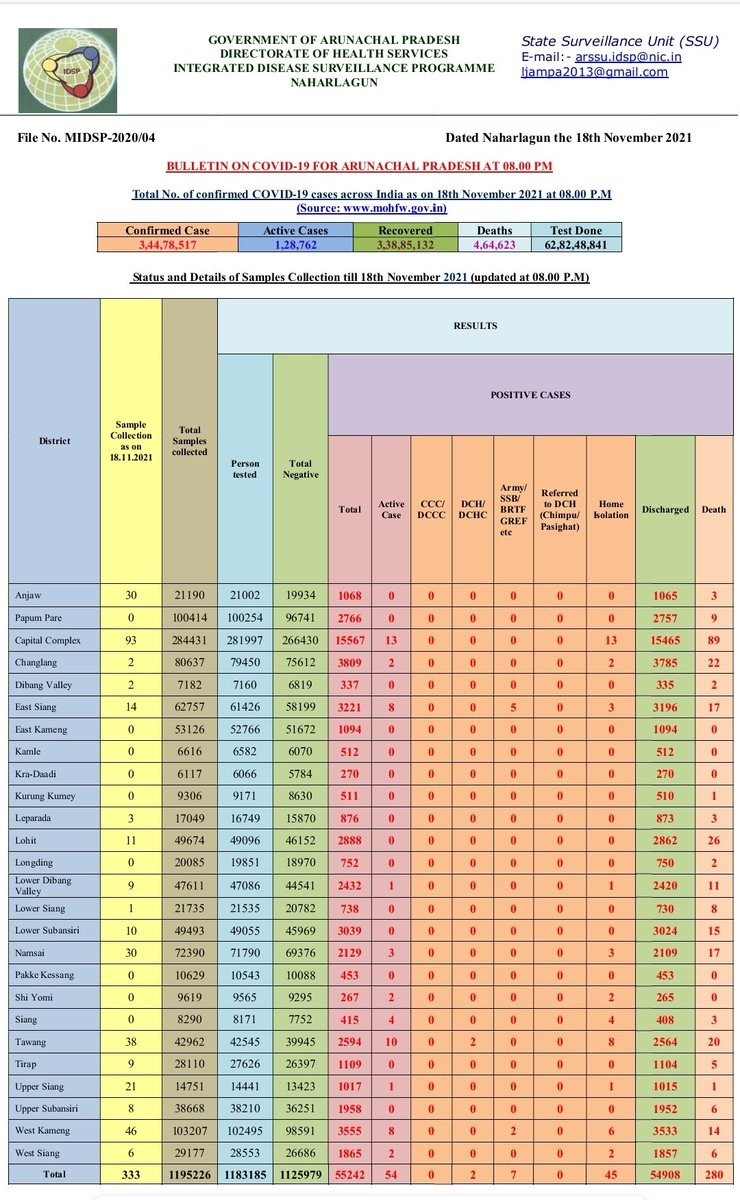 IDSP
GOVERNMENT OF ARUNACHAL PRADESH
DIRECTORATE OF HEALTH SERVICES
INTEGRATED DISEASE SURVEILLANCE PROGRAMME
NAHARLAGUN
State Surveillance Unit (SSU)
E-mail:- arssu.idsp@nic.in
ljampa2013@gmail.com
File No. MIDSP-2020/04 Dated Naharlagun the 18th November 2021
BULLETIN ON COVID-19 FOR ARUNACHAL PRADESH AT 08.00 PM
Total No. of confirmed COVID-19 cases across India as on 18th November 2021 at 08.00 P.M
(Source: www.mohfw.gov.in)
Confirmed Case Active Cases Recovered Deaths Test Done
3,44,78,517 1,28,762 3,38,85,132 4,64,623 62,82,48,841
Status and Details of Samples Collection till 18th November 2021 (updated at 08.00 P.M)
District
Sample
Collection
as on
18.11.2021
Total
Samples
collected
RESULTS
Person
tested
Total
Negative
POSITIVE CASES
Total
Active
Case
CCC/
DCCC
DCH/
DCHC
Army/
SSB/
BRTF
GREF
etc
Referred
to DCH
(Chimpu/
Pasighat)
Home
Isolation
Discharged
Death
Anjaw 30 21190 21002 19934 1068 0 0 0 0 0 0 1065 3
Papum Pare 0 100414 100254 96741 2766 0 0 0 0 0 0 2757 9
Capital Complex 93 284431 281997 266430 15567 13 0 0 0 0 13 15465 89
Changlang 2 80637 79450 75612 3809 2 0 0 0 0 2 3785 22
Dibang Valley 2 7182 7160 6819 337 0 0 0 0 0 0 335 2
East Siang 14 62757 61426 58199 3221 8 0 0 5 0 3 3196 17
East Kameng 0 53126 52766 51672 1094 0 0 0 0 0 0 1094 0
Kamle 0 6616 6582 6070 512 0 0 0 0 0 0 512 0
Kra-Daadi 0 6117 6066 5784 270 0 0 0 0 0 0 270 0
Kurung Kumey 0 9306 9171 8630 511 0 0 0 0 0 0 510 1
Leparada 3 17049 16749 15870 876 0 0 0 0 0 0 873 3
Lohit 11 49674 49096 46152 2888 0 0 0 0 0 0 2862 26
Longding 0 20085 19851 18970 752 0 0 0 0 0 0 750 2
Lower Dibang
Valley 9 47611 47086 44541 2432 1 0 0 0 0 1 2420 11
Lower Siang 1 21735 21535 20782 738 0 0 0 0 0 0 730 8
Lower Subansiri 10 49493 49055 45969 3039 0 0 0 0 0 0 3024 15
Namsai 30 72390 71790 69376 2129 3 0 0 0 0 3 2109 17
Pakke Kessang 0 10629 10543 10088 453 0 0 0 0 0 0 453 0
Shi Yomi 0 9619 9565 9295 267 2 0 0 0 0 2 265 0
Siang 0 8290 8171 7752 415 4 0 0 0 0 4 408 3
Tawang 38 42962 42545 39945 2594 10 0 2 0 0 8 2564 20
Tirap 9 28110 27626 26397 1109 0 0 0 0 0 0 1104 5
Upper Siang 21 14751 14441 13423 1017 1 0 0 0 0 1 1015 1
Upper Subansiri 8 38668 38210 36251 1958 0 0 0 0 0 0 1952 6
West Kameng 46 103207 102495 98591 3555 8 0 0 2 0 6 3533 14
West Siang 6 29177 28553 26686 1865 2 0 0 0 0 2 1857 6
Total 333 1195226 1183185 1125979 55242 54 0 2 7 0 45 54908 280